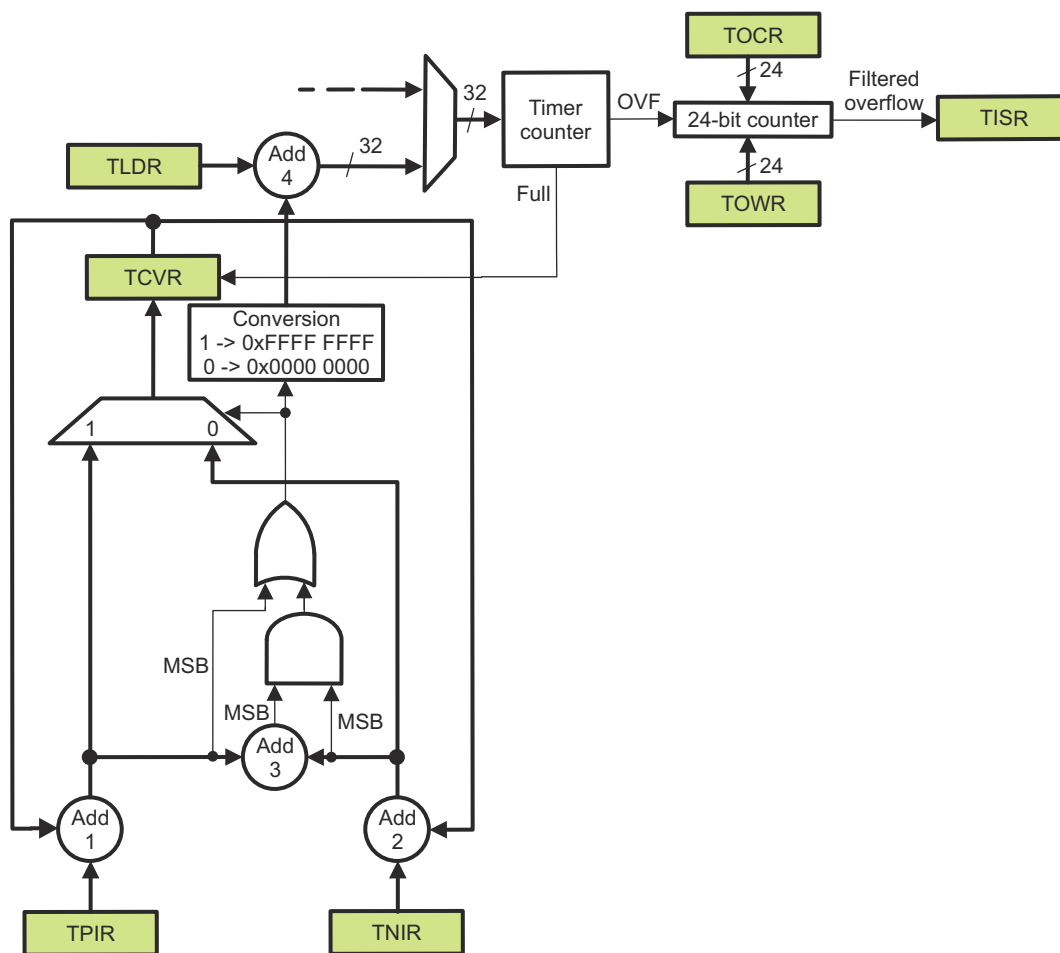 TOCR
24
32
Timer
counter
OVF
24-bit counter
Filtered
overflow
TISR
TLDR
Add
4
32
Full
24
TOWR
TCVR
Conversion
1 -> 0xFFFF FFFF
0 -> 0x0000 0000
1
0
MSB
MSB
MSB
Add
3
Add
1
Add
2
TPIR
TNIR